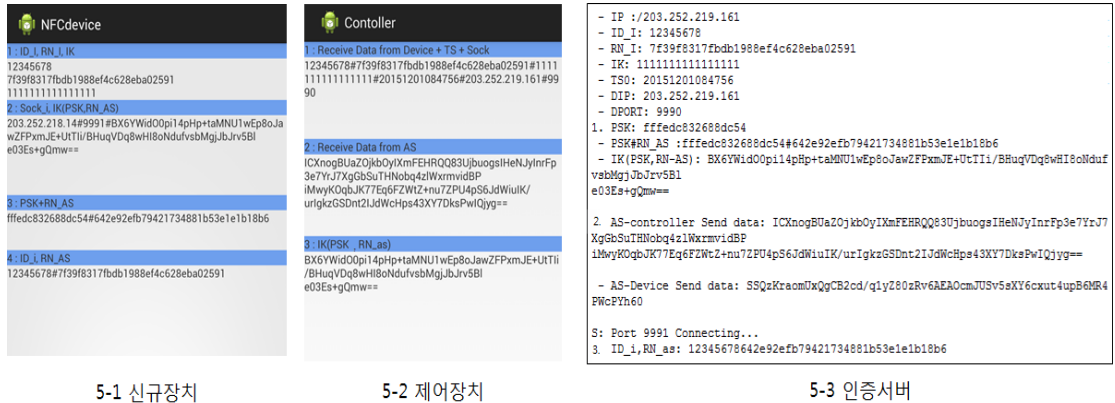 NFCdevice
1 : ID_I, RN_I, IK
12345678
7f39f8317fbdb1988ef4c628eba02591
1111111111111111
2 : Sock_i, IK(PSK,RN_AS)
203.252.218.14#9991#BX6YWidO0pi14pHp+taMNU1wEp8oJa
wZFPxmJE+UtTIi/BHuqVDq8wHI8oNdufvsbMgjJbJrv5Bl
e03Es+gQmw==
3 : PSK+RN_AS
fffedc832688dc54#642e92efb79421734881b53e1e1b18b6
4 : ID_i, RN_AS
12345678#7f39f8317fbdb1988ef4c628eba02591
5-1 신규장치
Contoller
1 : Receive Data from Device + TS + Sock
12345678#7f39f8317fbdb1988ef4c628eba02591#1111
111111111111#20151201084756#203.252.219.161#99
90
2 : Receive Data from AS
ICXnogBUaZOjkbOyIXmFEHRQQ83UjbuogsIHeNJyInrFp
3e7YrJ7XgGbSuTHNobq4zlWxrmvidBP
iMwyKOqbJK77Eq6FZWtZ+nu7ZPU4pS6JdWiuIK/
urIgkzGSDnt2IJdWcHps43XY7DksPwIQjyg==
3 : IK(PSK , RN_as)
BX6YWidO0pi14pHp+taMNU1wEp8oJawZFPxmJE+UtTIi
/BHuqVDq8wHI8oNdufvsbMgjJbJrv5Bl
e03Es+gQmw==
5-2 제어장치
- IP :/203.252.219.161
- ID_I: 12345678
- RN_I: 7f39f8317fbdb1988ef4c628eba02591
- IK: 1111111111111111
- TS0: 20151201084756
- DIP: 203.252.219.161
- DPORT: 9990
1. PSK: fffedc832688dc54
- PSK#RN_AS :fffedc832688dc54#642e92efb79421734881b53e1e1b18b6
- IK(PSK,RN-AS): BX6YWidO0pi14pHp+taMNU1wEp8oJawZFPxmJE+UtTIi/BHuqVDq8wHI8oNduf
vsbMgjJbJrv5Bl
e03Es+gQmw==
2. AS-controller Send data: ICXnogBUaZOjkbOyIXmFEHRQQ83UjbuogsIHeNJyInrFp3e7YrJ7
XgGbSuTHNobq4zlWxrmvidBP
iMwyKOqbJK77Eq6FZWtZ+nu7ZPU4pS6JdWiuIK/urIgkzGSDnt2IJdWcHps43XY7DksPwIQjyg==
- AS-Device Send data: SSQzKraomUxQgCB2cd/q1yZ80zRv6AEAOcmJUSv5sXY6cxut4upB6MR4
PWcPYh60
S: Port 9991 Connecting...
3. ID_i,RN_as: 12345678642e92efb79421734881b53e1e1b18b6
5-3 인증서버